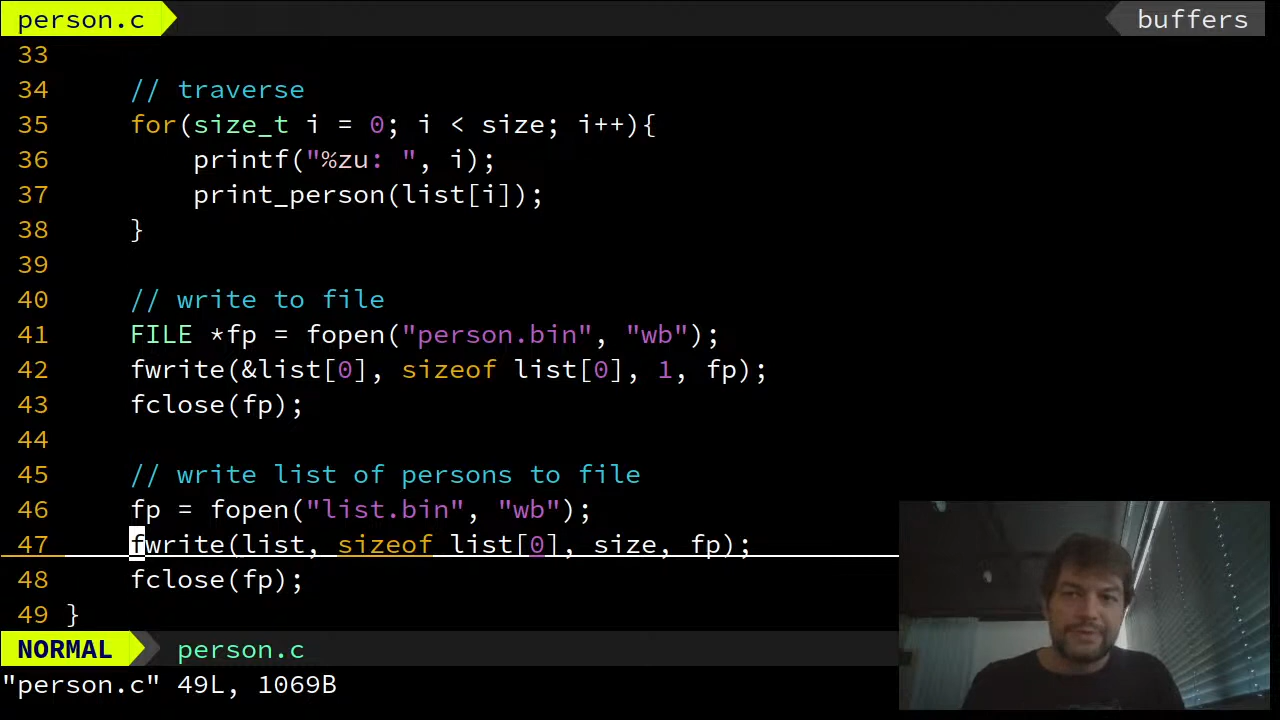 person.c buffers
33
34 // traverse
35 for(size_t i = 0; i < size; i++){
36 printf("%zu: ", i);
37 print_person(list[i]);
38 }
39
40 // write to file
41 FILE *fp = fopen("person.bin", "wb");
42 fwrite(&list[0], sizeof list[0], 1, fp);
43 fclose(fp);
44
45 // write list of persons to file
46 fp = fopen("list.bin", "wb");
47 fwrite(list, sizeof list[0], size, fp);
48 fclose(fp);
49 }
NORMAL person.c
"person.c" 49L, 1069B